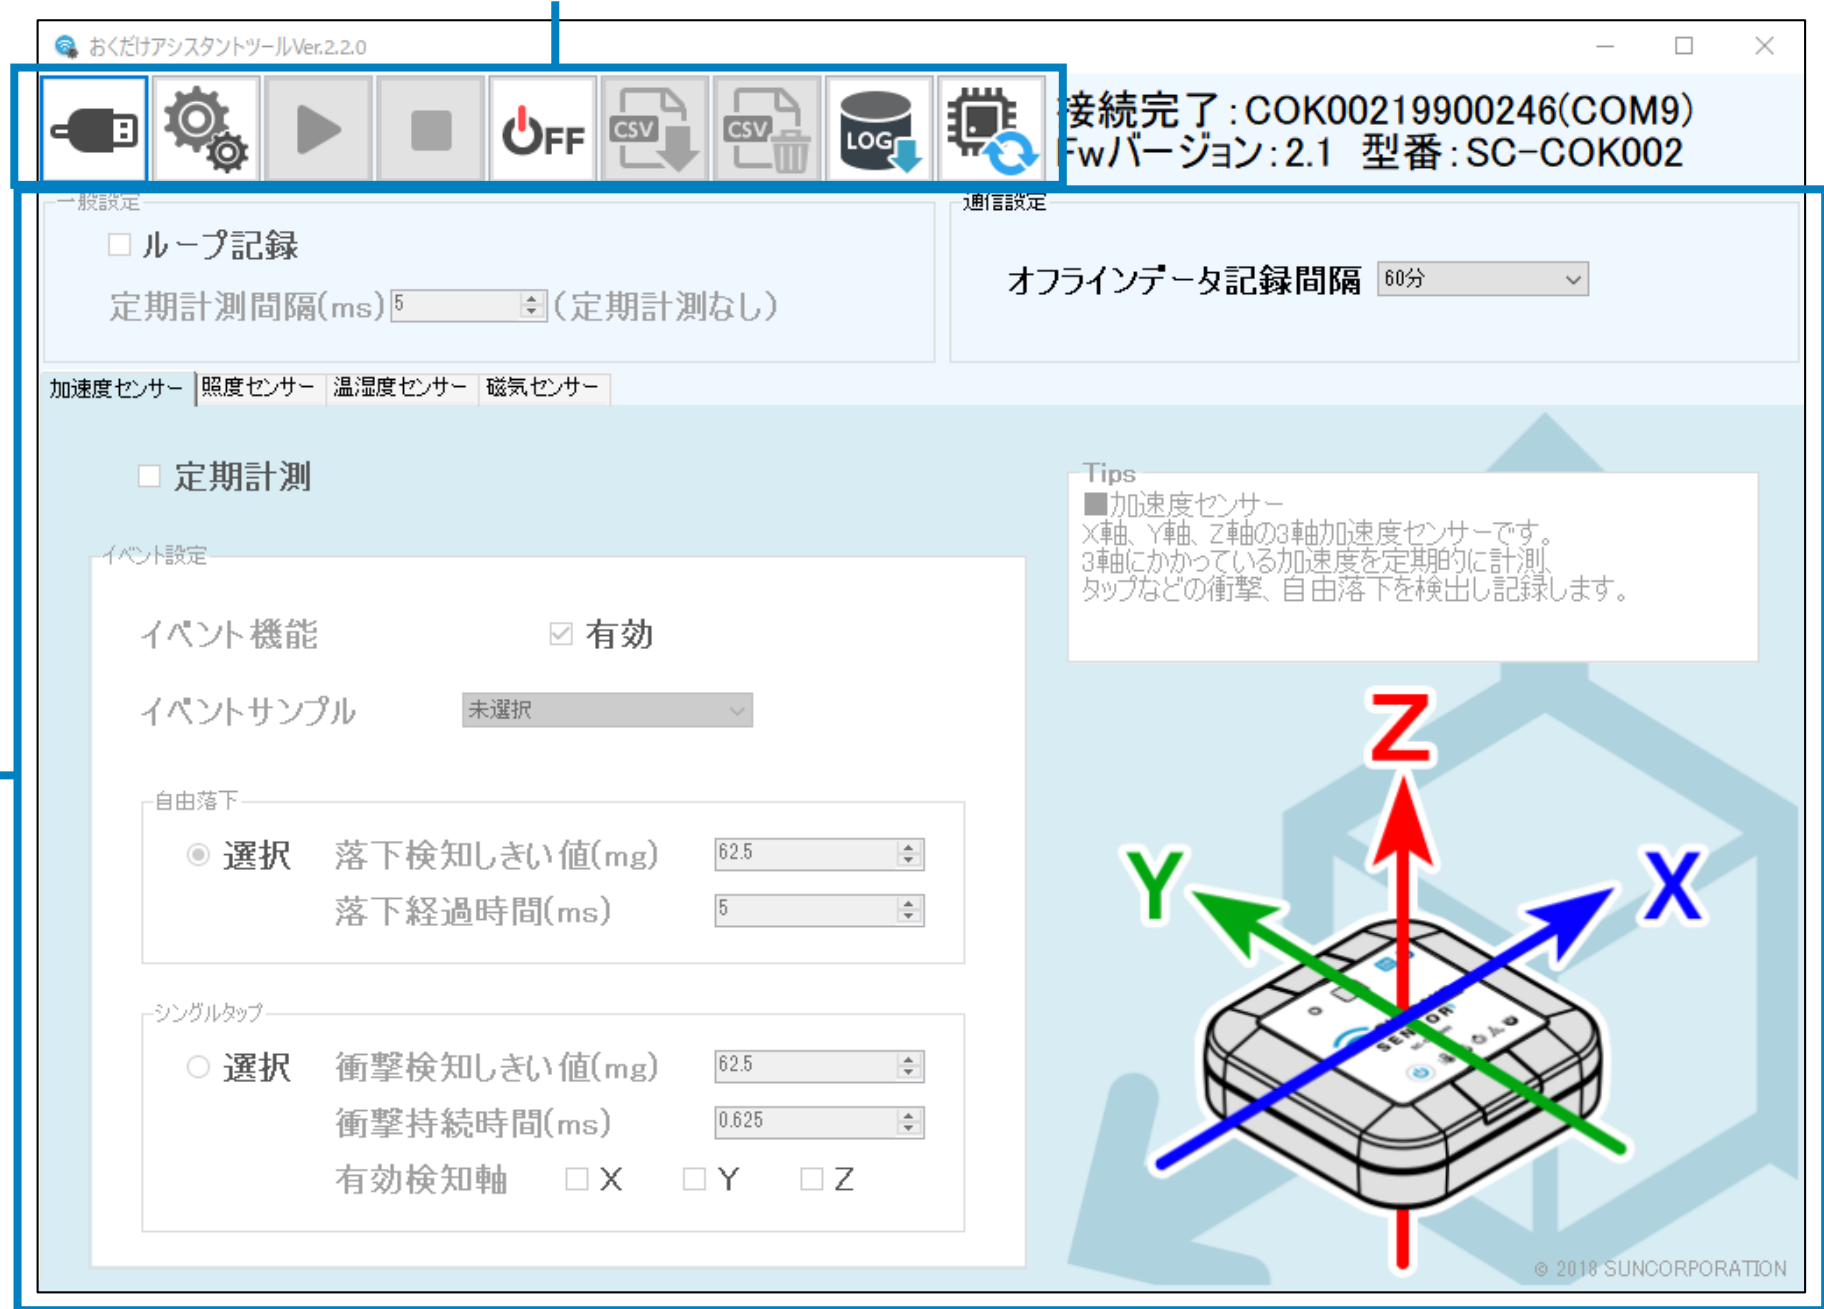 おくだけアシスタントツールVer.2.2.0
OFF
CSV
CSV
LOG
接続完了:COK00219900246(COM9)
Fwバージョン:2.1 型番:SC-COK002
一般設定
ループ記録
定期計測間隔(ms) 5 (定期計測なし)
通信設定
オフラインデータ記録間隔 60分
加速度センサー 照度センサー 温湿度センサー 磁気センサー
定期計測
イベント設定
イベント機能 有効
イベントサンプル 未選択
自由落下
選択 落下検知しきい値(mg) 62.5
落下経過時間(ms) 5
シングルタップ
選択 衝撃検知しきい値(mg) 62.5
衝撃持続時間(ms) 0.625
有効検知軸 X Y Z
Tips
■加速度センサー
X軸、Y軸、Z軸の3軸加速度センサーです。
3軸にかかっている加速度を定期的に計測、
タップなどの衝撃、自由落下を検出し記録します。
Z
Y
X
© 2018 SUNCORPORATION